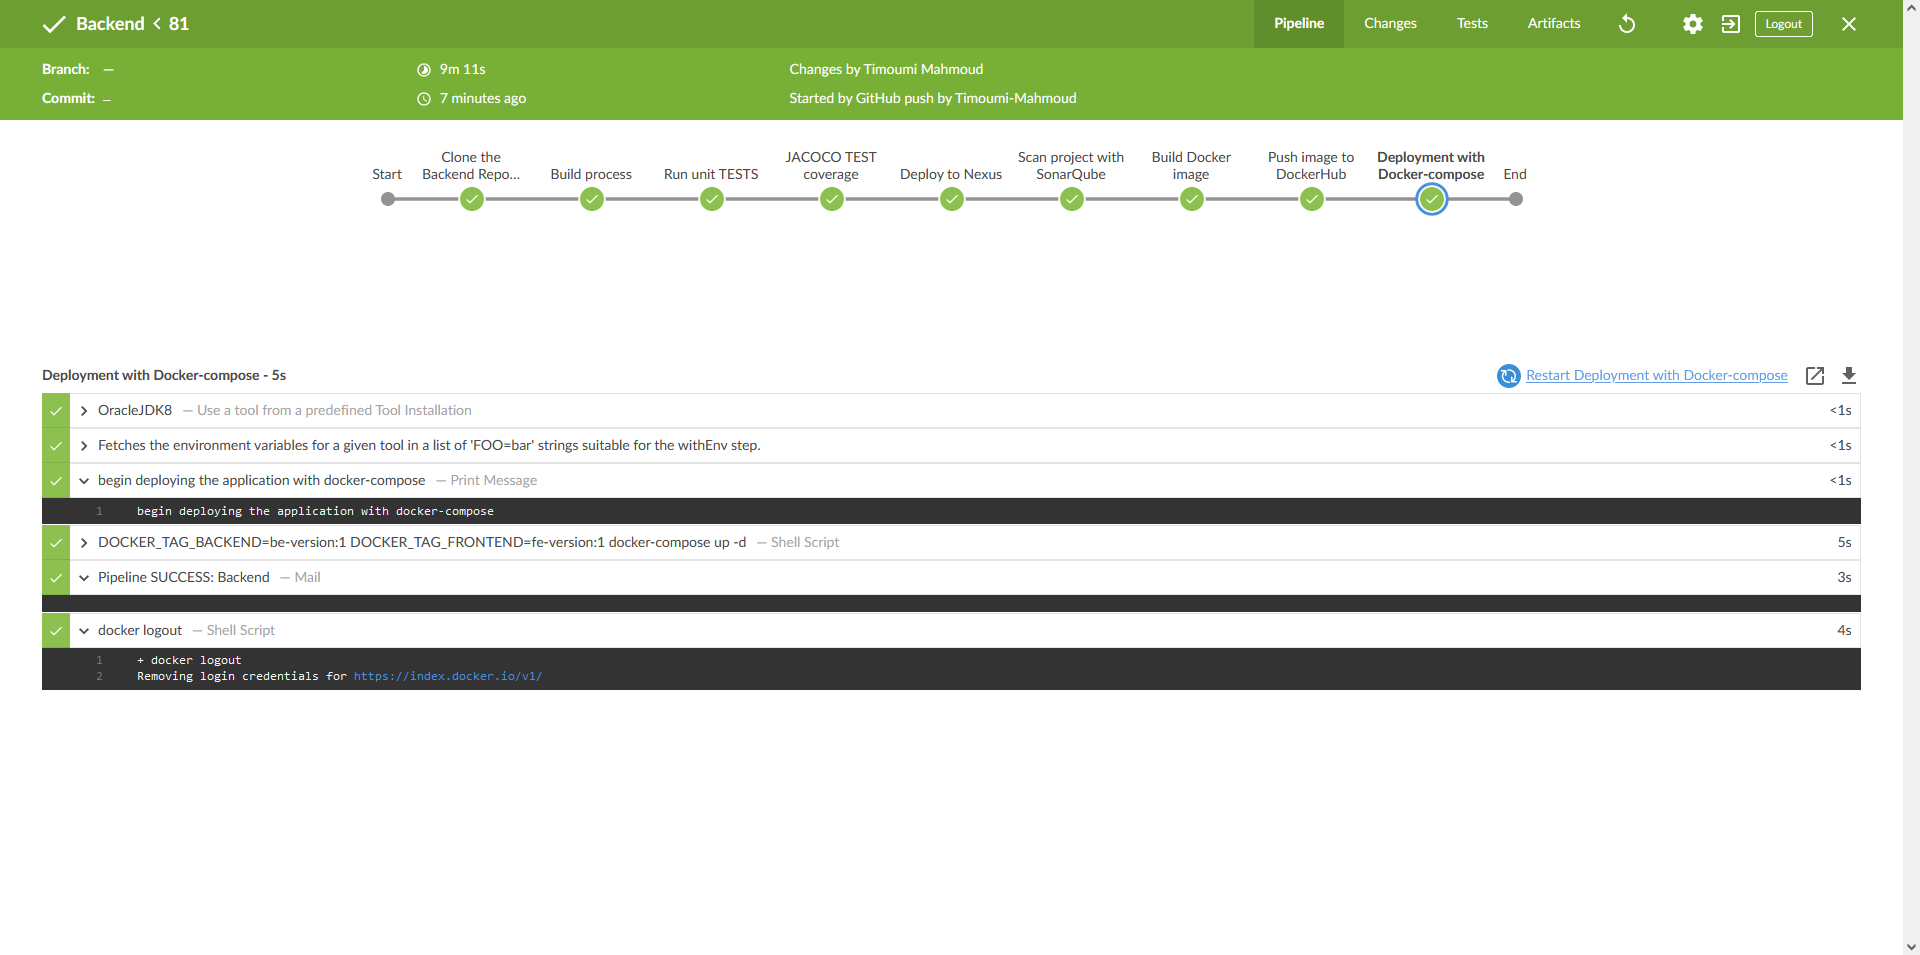 Backend < 81
Pipeline
Changes
Tests
Artifacts
Logout
Branch: —
9m 11s
Changes by Timoumi Mahmoud
Commit: –
7 minutes ago
Started by GitHub push by Timoumi-Mahmoud
Start
Clone the
Backend Repo...
Build process
Run unit TESTS
JACOCO TEST
coverage
Deploy to Nexus
Scan project with
SonarQube
Build Docker
image
Push image to
DockerHub
Deployment with
Docker-compose
End
Deployment with Docker-compose - 5s
Restart Deployment with Docker-compose
OracleJDK8 — Use a tool from a predefined Tool Installation <1s
Fetches the environment variables for a given tool in a list of 'FOO=bar' strings suitable for the withEnv step. <1s
begin deploying the application with docker-compose — Print Message <1s
1 begin deploying the application with docker-compose
DOCKER_TAG_BACKEND=be-version:1 DOCKER_TAG_FRONTEND=fe-version:1 docker-compose up -d — Shell Script 5s
Pipeline SUCCESS: Backend — Mail 3s
docker logout — Shell Script 4s
1 + docker logout
2 Removing login credentials for https://index.docker.io/v1/